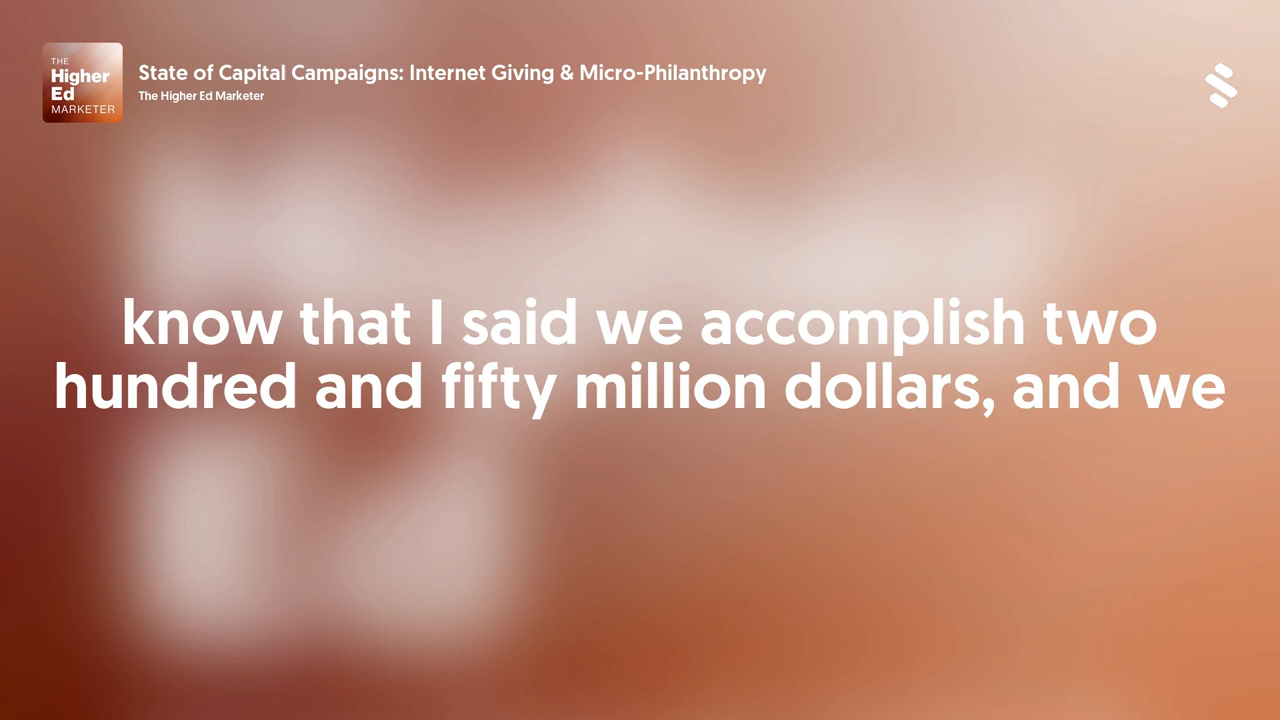 THE
Higher
Ed
MARKETER
State of Capital Campaigns: Internet Giving & Micro-Philanthropy
The Higher Ed Marketer
know that I said we accomplish two
hundred and fifty million dollars, and we